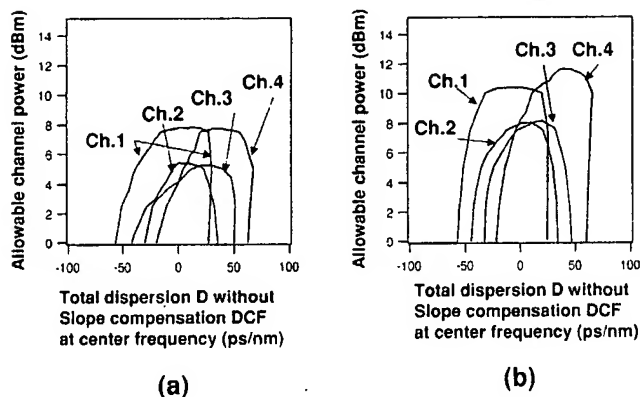 Allowable channel power (dBm)
14
12
10
8
6
4
2
0
Ch.1
Ch.2
Ch.3
Ch.4
-100
-50
0
50
100
Total dispersion D without
Slope compensation DCF
at center frequency (ps/nm)
(a)
Allowable channel power (dBm)
14
12
10
8
6
4
2
0
Ch.1
Ch.2
Ch.3
Ch.4
-100
-50
0
50
100
Total dispersion D without
Slope compensation DCF
at center frequency (ps/nm)
(b)